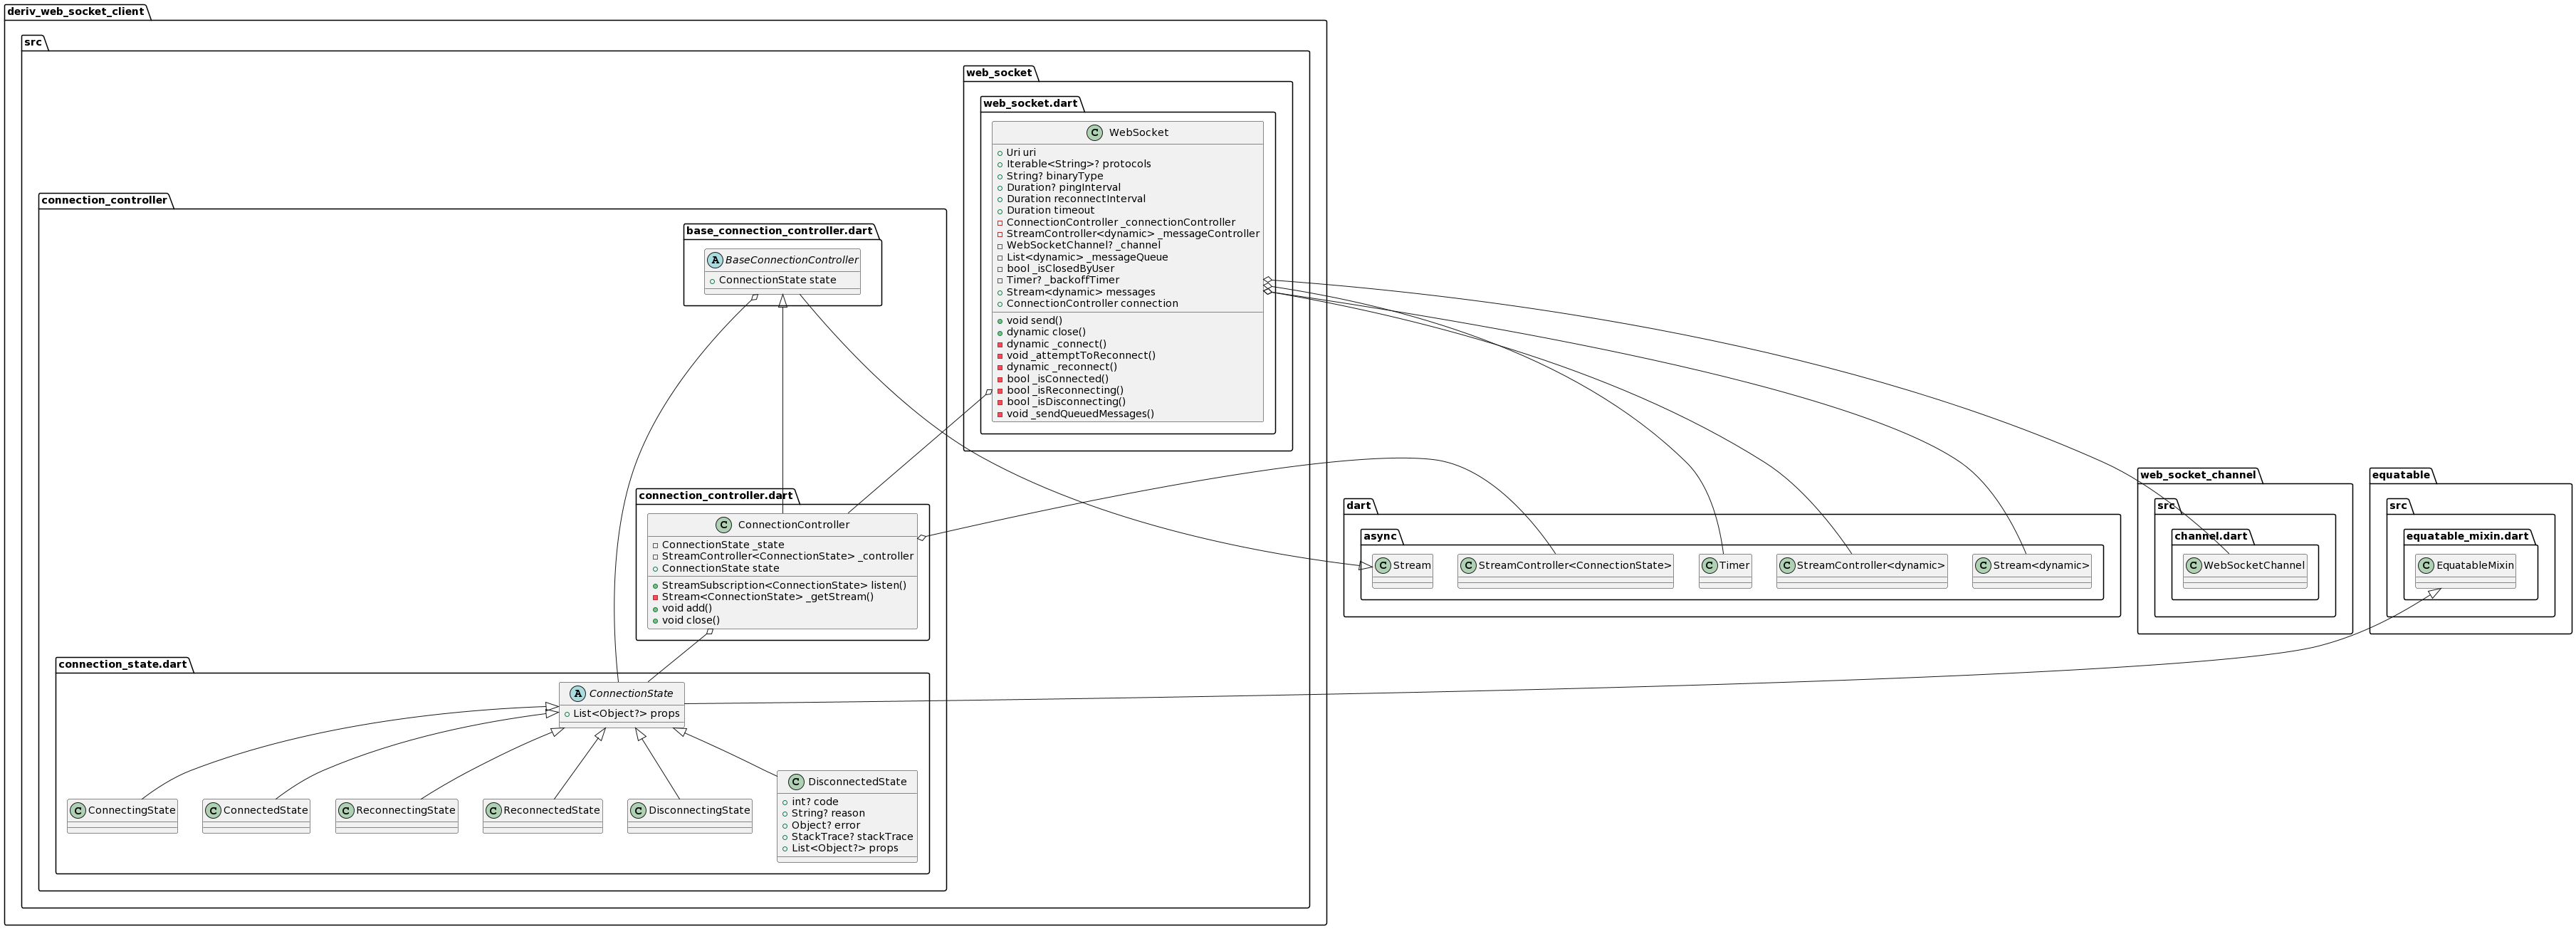 deriv_web_socket_client
src
web_socket
web_socket.dart
C WebSocket
Uri uri
Iterable<String>? protocols
String? binaryType
Duration? pingInterval
Duration reconnectInterval
Duration timeout
ConnectionController _connectionController
StreamController<dynamic> _messageController
WebSocketChannel? _channel
List<dynamic> _messageQueue
bool _isClosedByUser
Timer? _backoffTimer
Stream<dynamic> messages
ConnectionController connection
void send()
dynamic close()
dynamic _connect()
void _attemptToReconnect()
dynamic _reconnect()
bool _isConnected()
bool _isReconnecting()
bool _isDisconnecting()
void _sendQueuedMessages()
connection_controller
base_connection_controller.dart
A BaseConnectionController
ConnectionState state
connection_controller.dart
C ConnectionController
ConnectionState _state
StreamController<ConnectionState> _controller
ConnectionState state
StreamSubscription<ConnectionState> listen()
Stream<ConnectionState> _getStream()
void add()
void close()
connection_state.dart
A ConnectionState
List<Object?> props
C ConnectingState
C ConnectedState
C ReconnectingState
C ReconnectedState
C DisconnectingState
C DisconnectedState
int? code
String? reason
Object? error
StackTrace? stackTrace
List<Object?> props
dart
async
C Stream
C StreamController<ConnectionState>
C Timer
C StreamController<dynamic>
C Stream<dynamic>
web_socket_channel
src
channel.dart
C WebSocketChannel
equatable
src
equatable_mixin.dart
C EquatableMixin